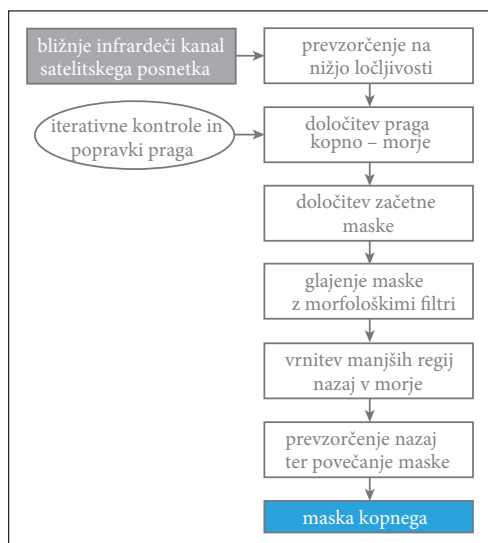 bližnje infrardeči kanal
satelitskega posnetka
prevzorčenje na
nižjo ločljivosti
iterativne kontrole in
popravki praga
določitev praga
kopno – morje
določitev začetne
maske
glajenje maske
z morfološkimi filtri
vrnitev manjših regij
nazaj v morje
prevzorčenje nazaj
ter povečanje maske
maska kopnega